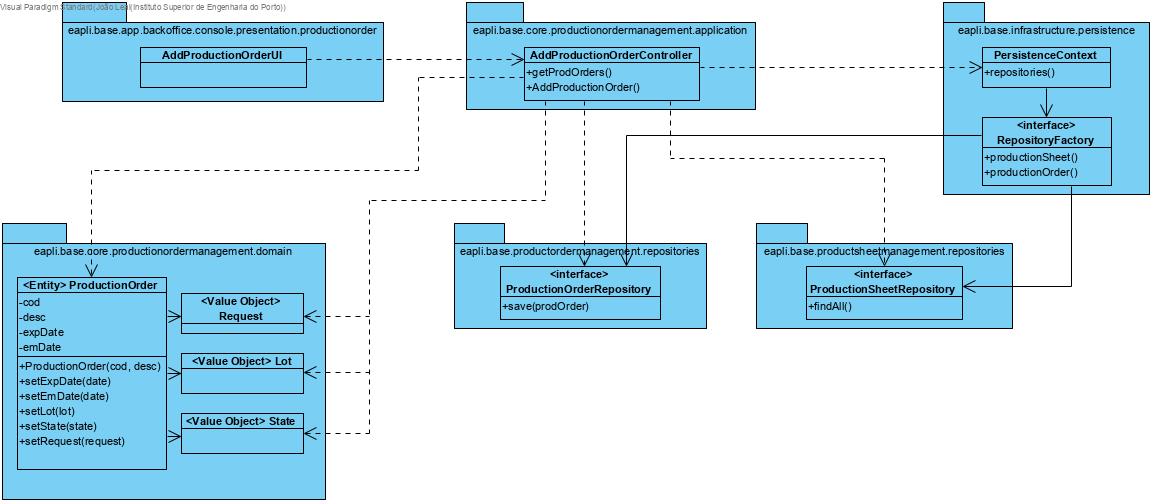 Visual Paradigm Standard(João Leal(Instituto Superior de Engenharia do Porto))
eapli.base.app.backoffice.console.presentation.productionorder
AddProductionOrderUI
eapli.base.core.productionordermanagement.application
AddProductionOrderController
+getProdOrders()
+AddProductionOrder()
eapli.base.infrastructure.persistence
PersistenceContext
+repositories()
<interface>
RepositoryFactory
+productionSheet()
+productionOrder()
eapli.base.core.productionordermanagement.domain
<Entity> ProductionOrder
-cod
-desc
-expDate
-emDate
+ProductionOrder(cod, desc)
+setExpDate(date)
+setEmDate(date)
+setLot(lot)
+setState(state)
+setRequest(request)
<Value Object>
Request
<Value Object> Lot
<Value Object> State
eapli.base.productordermanagement.repositories
<interface>
ProductionOrderRepository
+save(prodOrder)
eapli.base.productsheetmanagement.repositories
<interface>
ProductionSheetRepository
+findAll()